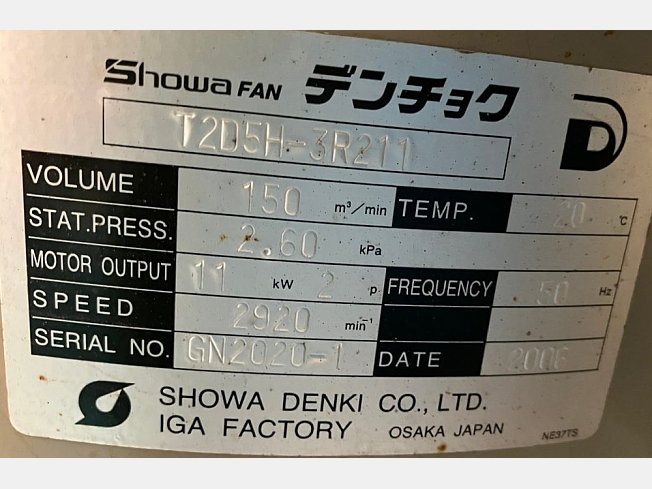 Showa FAN デンチョク
T2D5H-3R211
VOLUME 150 m³/min TEMP. 20 ℃
STAT.PRESS. 2.60 kPa
MOTOR OUTPUT 11 kW 2 p FREQUENCY 50 Hz
SPEED 2920 min⁻¹
SERIAL NO. GN2020-1 DATE 2006
SHOWA DENKI CO., LTD.
IGA FACTORY OSAKA JAPAN
NE37TS